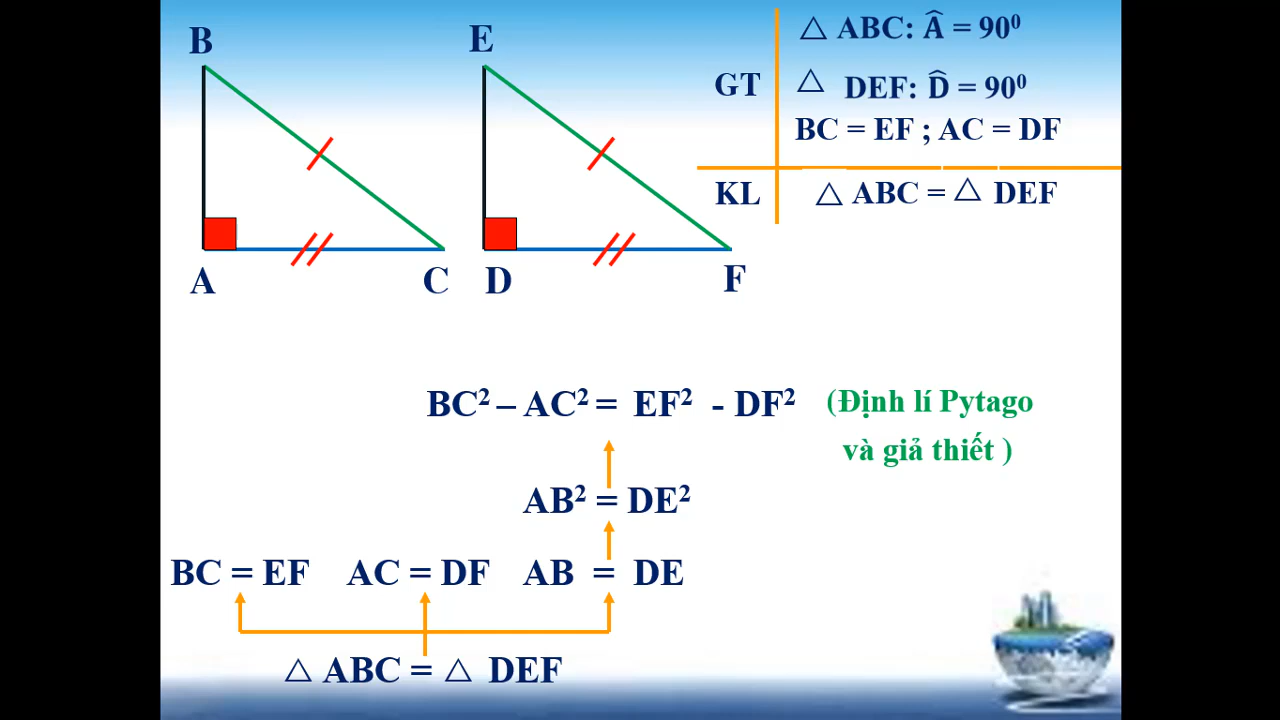 B
E
A
C
D
F
△ ABC: Â = 90⁰
GT
△ DEF: D̂ = 90⁰
BC = EF ; AC = DF
KL
△ ABC = △ DEF
BC² – AC² = EF² - DF² (Định lí Pytago
và giả thiết )
AB² = DE²
BC = EF AC = DF AB = DE
△ ABC = △ DEF